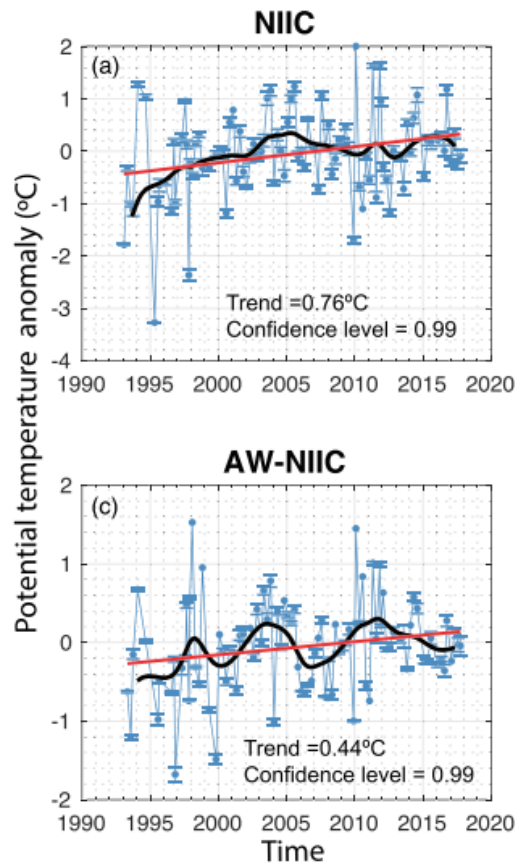 NIIC
(a)
2
1
0
-1
-2
-3
-4
Trend =0.76ºC
Confidence level = 0.99
1990 1995 2000 2005 2010 2015 2020
Potential temperature anomaly (ºC)
AW-NIIC
(c)
2
1
0
-1
-2
Trend =0.44ºC
Confidence level = 0.99
1990 1995 2000 2005 2010 2015 2020
Time